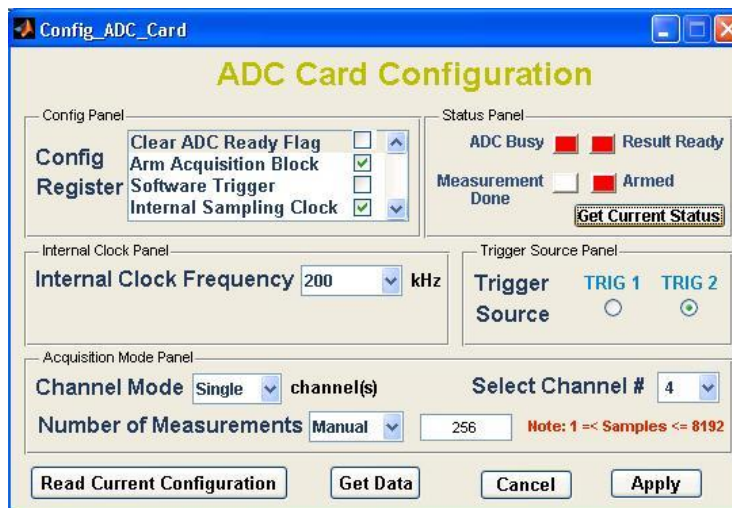 Config_ADC_Card
ADC Card Configuration
Config Panel
Config Register
Clear ADC Ready Flag
Arm Acquisition Block
Software Trigger
Internal Sampling Clock
Status Panel
ADC Busy
Result Ready
Measurement Done
Armed
Get Current Status
Internal Clock Panel
Internal Clock Frequency 200 kHz
Trigger Source Panel
Trigger Source
TRIG 1
TRIG 2
Acquisition Mode Panel
Channel Mode Single channel(s)
Select Channel # 4
Number of Measurements Manual 256 Note: 1 =< Samples <= 8192
Read Current Configuration
Get Data
Cancel
Apply